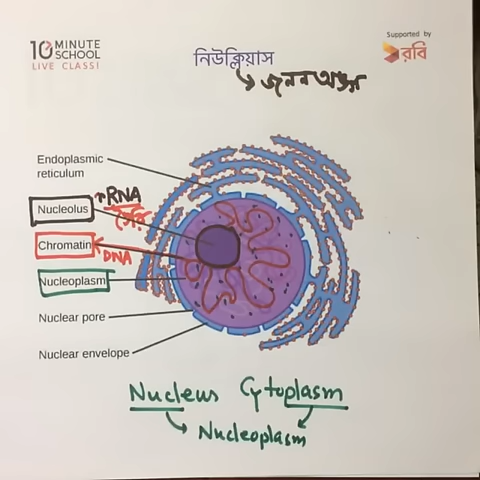 10 MINUTE SCHOOL
LIVE CLASS!
Supported by
রবি
নিউক্লিয়াস
জনন অঙ্গ
Endoplasmic
reticulum
rRNA
Nucleolus
তৈরি
Chromatin
DNA
Nucleoplasm
Nuclear pore
Nuclear envelope
Nucleus Cytoplasm
Nucleoplasm